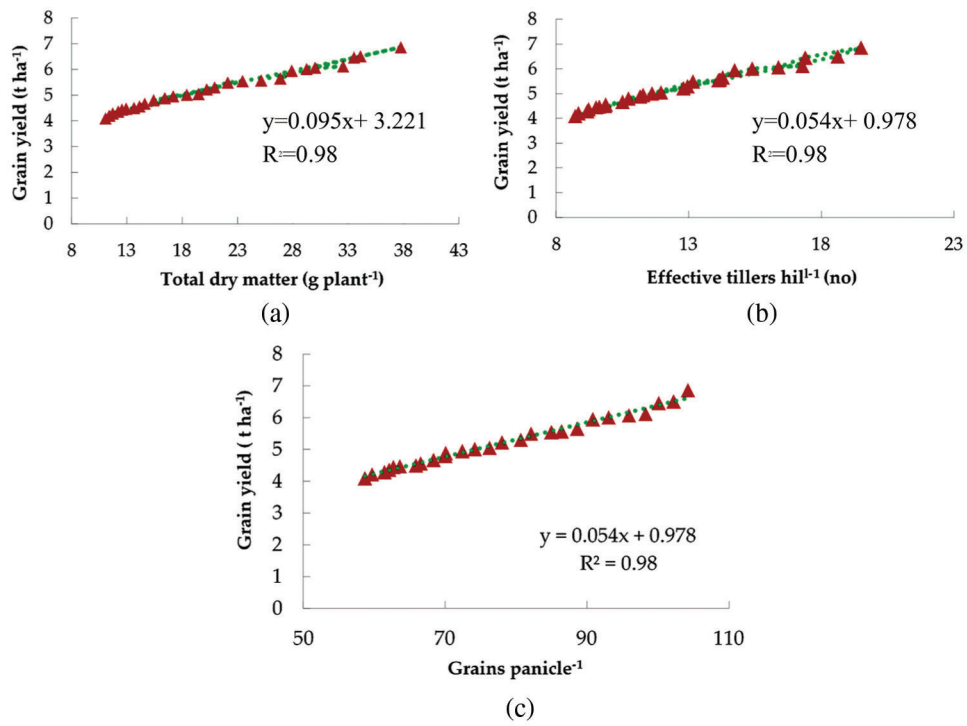 8
7
6
5
4
3
2
1
0
Grain yield (t ha⁻¹)
y=0.095x+ 3.221
R²=0.98
8 13 18 23 28 33 38 43
Total dry matter (g plant⁻¹)
(a)
8
7
6
5
4
3
2
1
0
Grain yield (t ha⁻¹)
y=0.054x+ 0.978
R²=0.98
8 13 18 23
Effective tillers hilˡ⁻¹ (no)
(b)
8
7
6
5
4
3
2
1
0
Grain yield ( t ha⁻¹)
y = 0.054x + 0.978
R² = 0.98
50 70 90 110
Grains panicle⁻¹
(c)